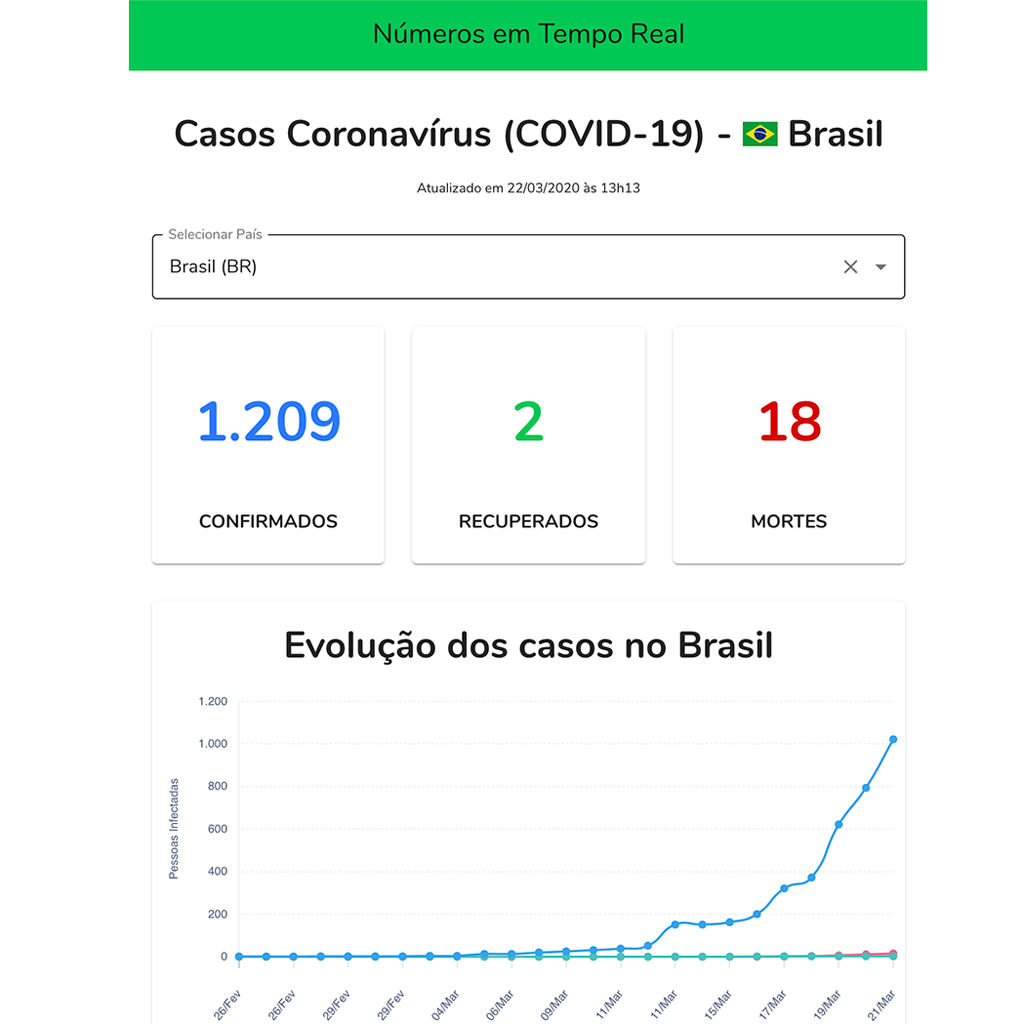 Números em Tempo Real
Casos Coronavírus (COVID-19) - Brasil
Atualizado em 22/03/2020 às 13h13
Selecionar País
Brasil (BR)
1.209
2
18
CONFIRMADOS
RECUPERADOS
MORTES
Evolução dos casos no Brasil
1.200
1.000
800
600
400
200
0
Pessoas Infectadas
26/Fev
26/Fev
29/Fev
29/Fev
04/Mar
06/Mar
09/Mar
11/Mar
11/Mar
15/Mar
17/Mar
19/Mar
21/Mar